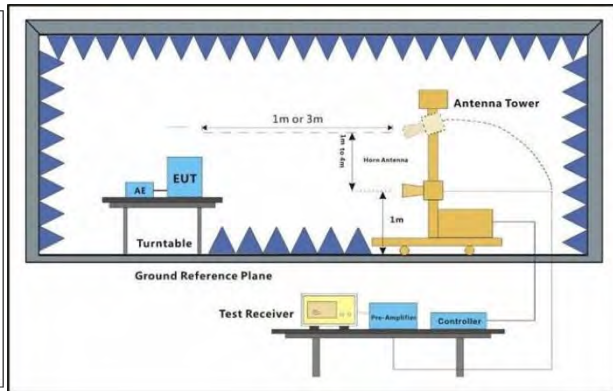 Antenna Tower
1m or 3m
1m to 4m
Horn Antenna
EUT
AE
1m
Turntable
Ground Reference Plane
Test Receiver
Pre-Amplifier
Controller